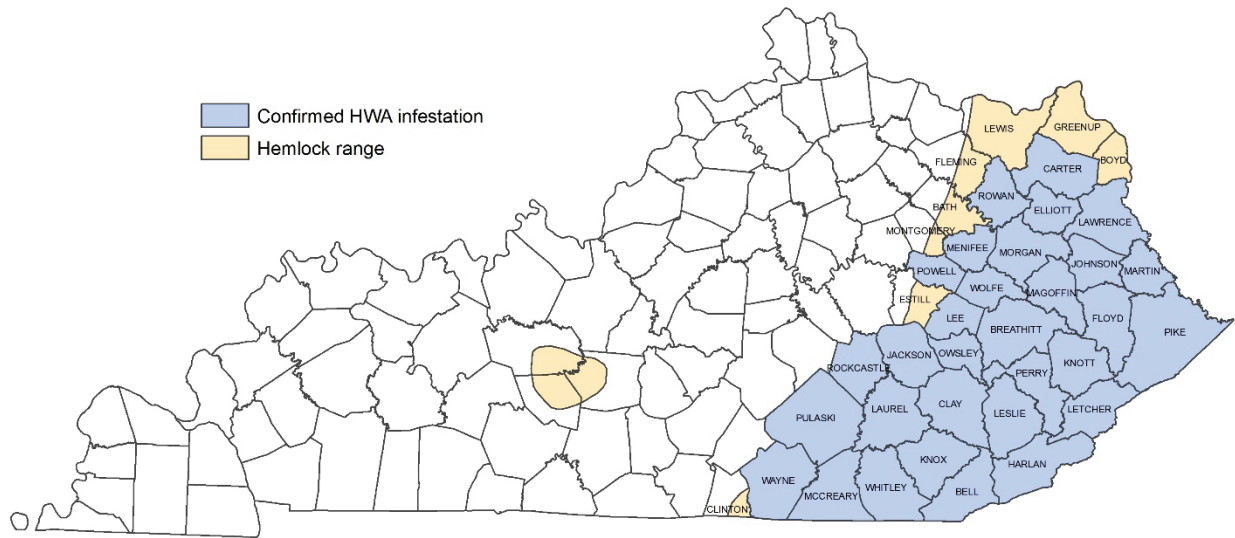 Confirmed HWA infestation
Hemlock range
LEWIS
GREENUP
FLEMING
CARTER
BOYD
ROWAN
BATH
ELLIOTT
LAWRENCE
MONTGOMERY
MENIFEE
MORGAN
JOHNSON
MARTIN
POWELL
WOLFE
MAGOFFIN
ESTILL
LEE
BREATHITT
FLOYD
PIKE
JACKSON
OWSLEY
ROCKCASTLE
PERRY
KNOTT
PULASKI
LAUREL
CLAY
LESLIE
LETCHER
KNOX
HARLAN
WAYNE
MCCREARY
WHITLEY
BELL
CLINTON